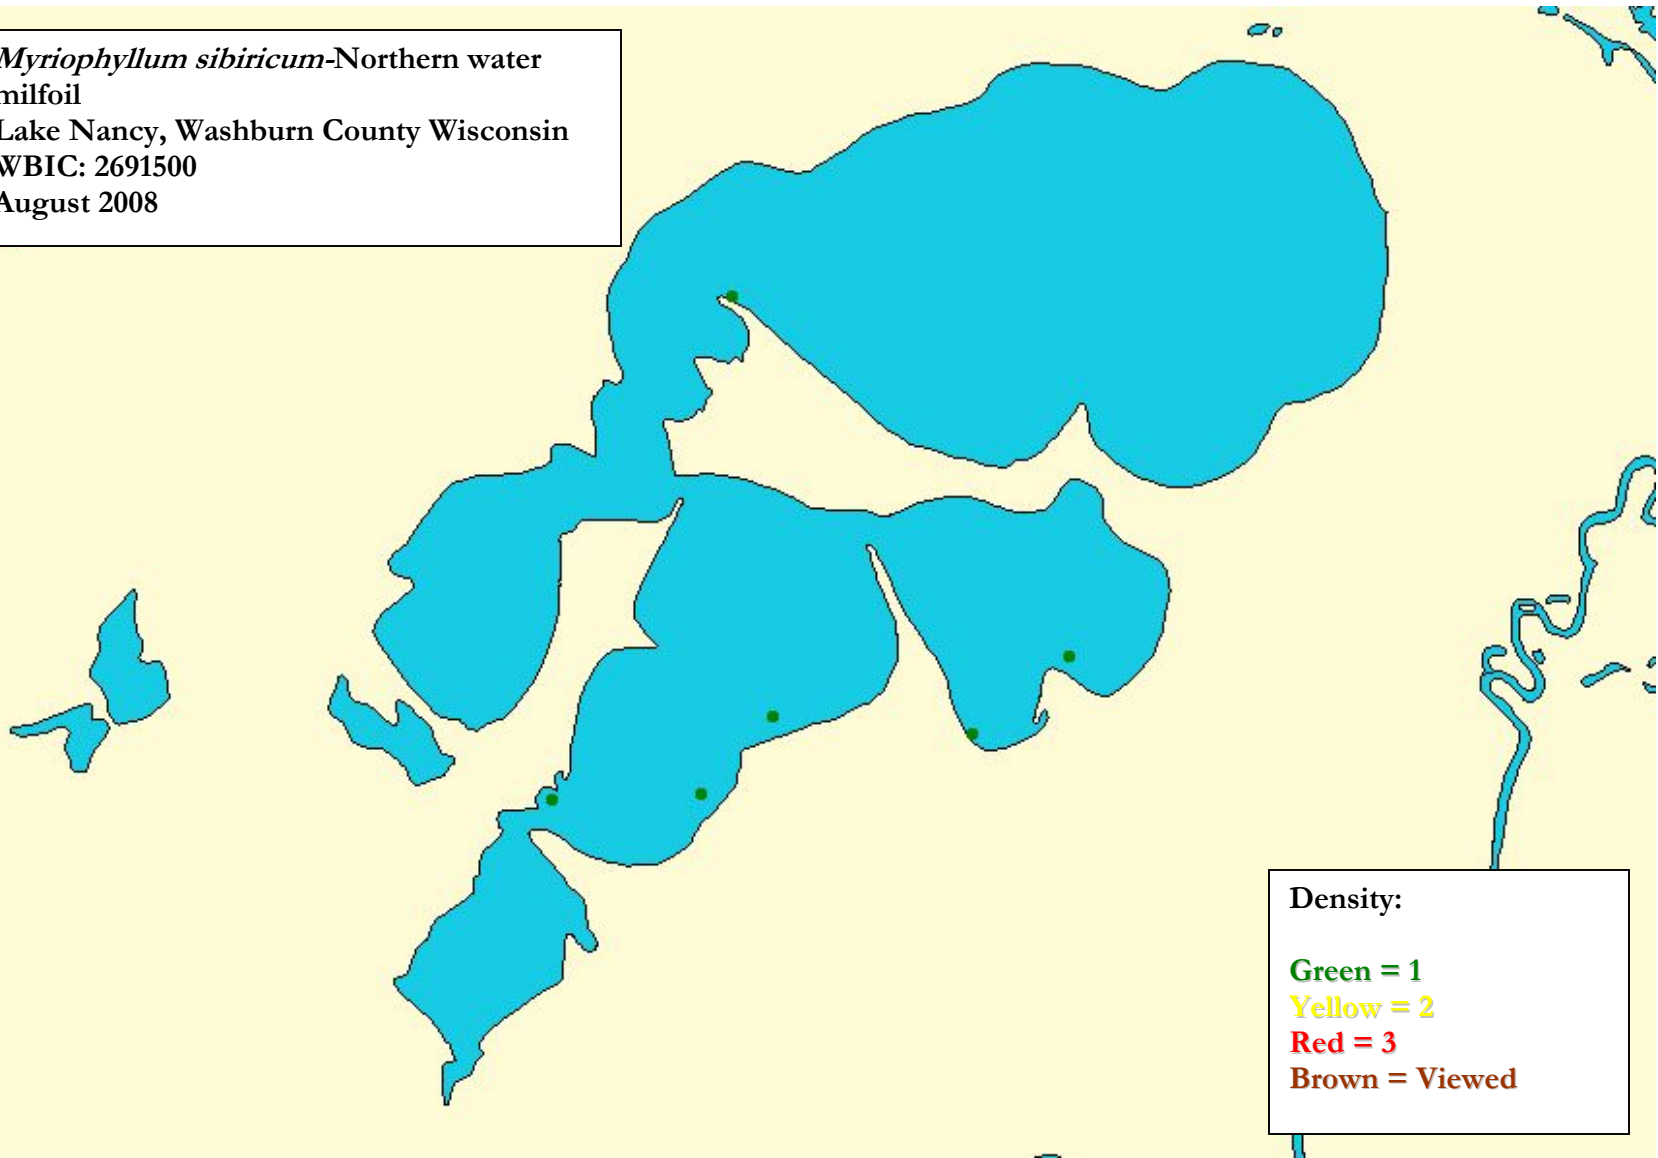 Myriophyllum sibiricum-Northern water
milfoil
Lake Nancy, Washburn County Wisconsin
WBIC: 2691500
August 2008
Density:
Green = 1
Yellow = 2
Red = 3
Brown = Viewed